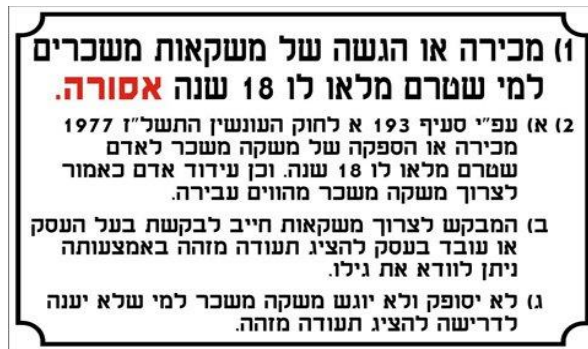 1) מכירה או הגשה של משקאות משכרים
למי שטרם מלאו לו 18 שנה אסורה.
2) א) עפ"י סעיף 193 א לחוק העונשין התשל"ז 1977
מכירה או הספקה של משקה משכר לאדם
שטרם מלאו לו 18 שנה. וכן עידוד אדם כאמור
לצרוך משקה משכר מהווים עבירה.
ב) המבקש לצרוך משקאות חייב לבקשת בעל העסק
או עובד בעסק להציג תעודה מזהה באמצעותה
ניתן לוודא את גילו.
ג) לא יסופק ולא יוגש משקה משכר למי שלא יענה
לדרישה להציג תעודה מזהה.